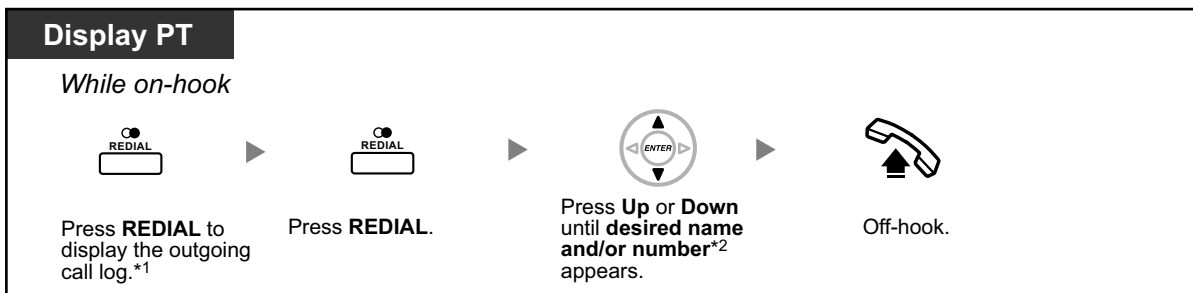 Display PT
While on-hook
REDIAL
REDIAL
ENTER
Press REDIAL to
display the outgoing
call log.*1
Press REDIAL.
Press Up or Down
until desired name
and/or number*2
appears.
Off-hook.